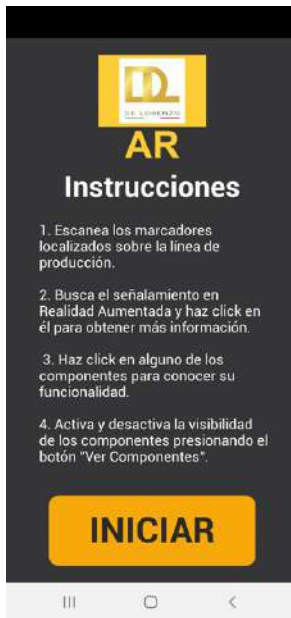 DL
DE LORENZO
AR
Instrucciones
1. Escanea los marcadores
localizados sobre la línea de
producción.
2. Busca el señalamiento en
Realidad Aumentada y haz click en
él para obtener más información.
3. Haz click en alguno de los
componentes para conocer su
funcionalidad.
4. Activa y desactiva la visibilidad
de los componentes presionando el
botón "Ver Componentes".
INICIAR